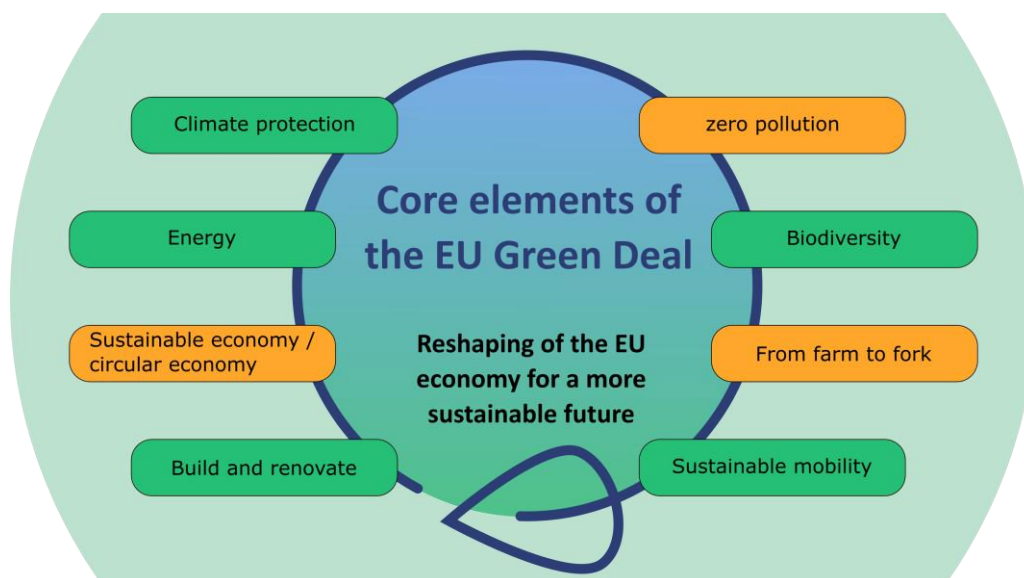 Core elements of
the EU Green Deal
Reshaping of the EU
economy for a more
sustainable future
Climate protection
Energy
Sustainable economy /
circular economy
Build and renovate
zero pollution
Biodiversity
From farm to fork
Sustainable mobility